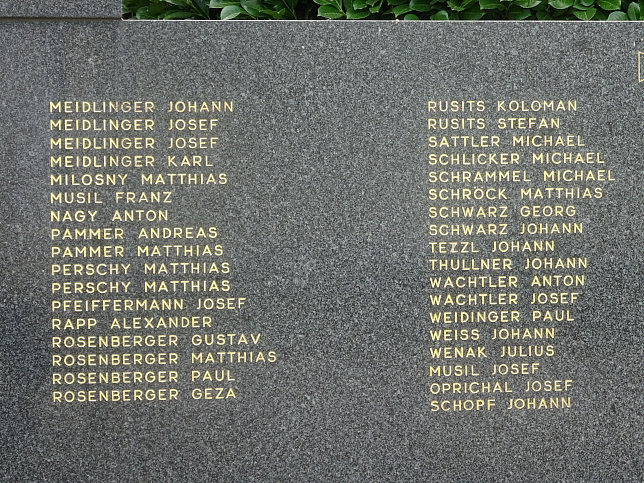 MEIDLINGER JOHANN
MEIDLINGER JOSEF
MEIDLINGER JOSEF
MEIDLINGER KARL
MILOSNY MATTHIAS
MUSIL FRANZ
NAGY ANTON
PAMMER ANDREAS
PAMMER MATTHIAS
PERSCHY MATTHIAS
PERSCHY MATTHIAS
PFEIFFERMANN JOSEF
RAPP ALEXANDER
ROSENBERGER GUSTAV
ROSENBERGER MATTHIAS
ROSENBERGER PAUL
ROSENBERGER GEZA
RUSITS KOLOMAN
RUSITS STEFAN
SATTLER MICHAEL
SCHLICKER MICHAEL
SCHRAMMEL MICHAEL
SCHRÖCK MATTHIAS
SCHWARZ GEORG
SCHWARZ JOHANN
TEZZL JOHANN
THULLNER JOHANN
WACHTLER ANTON
WACHTLER JOSEF
WEIDINGER PAUL
WEISS JOHANN
WENAK JULIUS
MUSIL JOSEF
OPRICHAL JOSEF
SCHOPF JOHANN